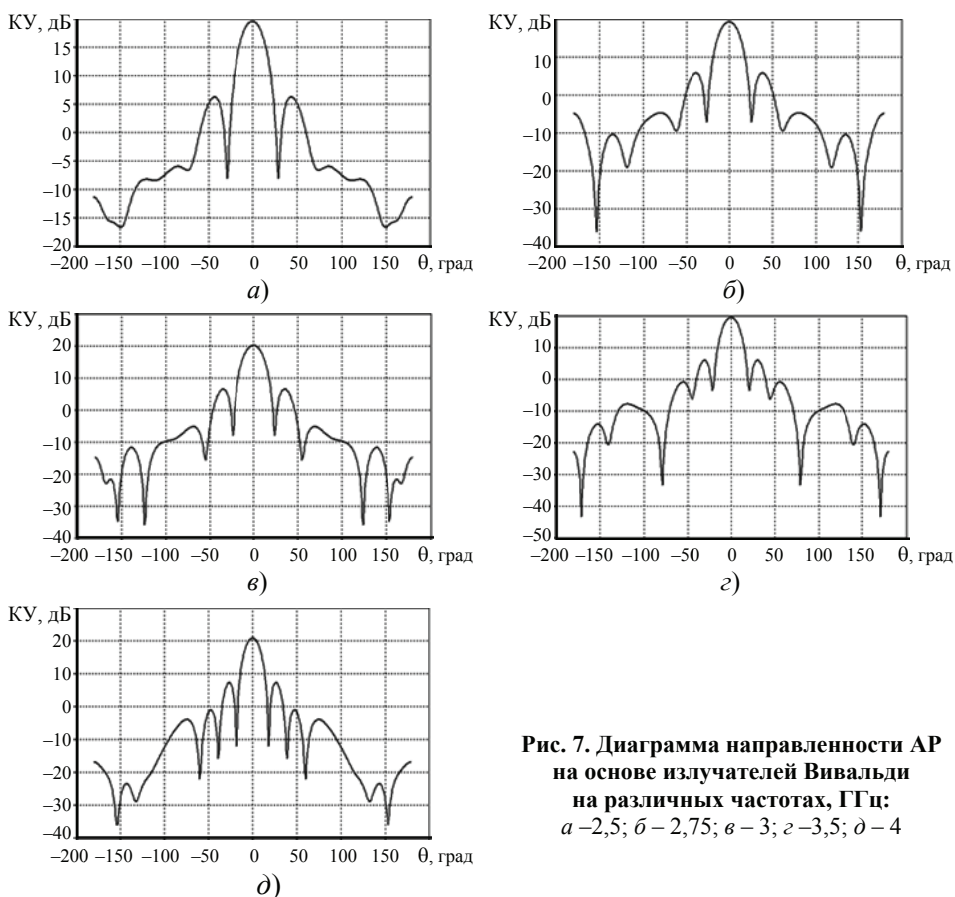 КУ, дБ
15
10
5
0
–5
–10
–15
–20
–200 –150 –100 –50 0 50 100 150 θ, град
а)
КУ, дБ
10
0
–10
–20
–30
–40
–200 –150 –100 –50 0 50 100 150 θ, град
б)
КУ, дБ
20
10
0
–10
–20
–30
–40
–200 –150 –100 –50 0 50 100 150 θ, град
в)
КУ, дБ
10
0
–10
–20
–30
–40
–50
–200 –150 –100 –50 0 50 100 150 θ, град
г)
КУ, дБ
20
10
0
–10
–20
–30
–40
–200 –150 –100 –50 0 50 100 150 θ, град
д)
Рис. 7. Диаграмма направленности АР
на основе излучателей Вивальди
на различных частотах, ГГц:
а –2,5; б – 2,75; в – 3; г –3,5; д – 4